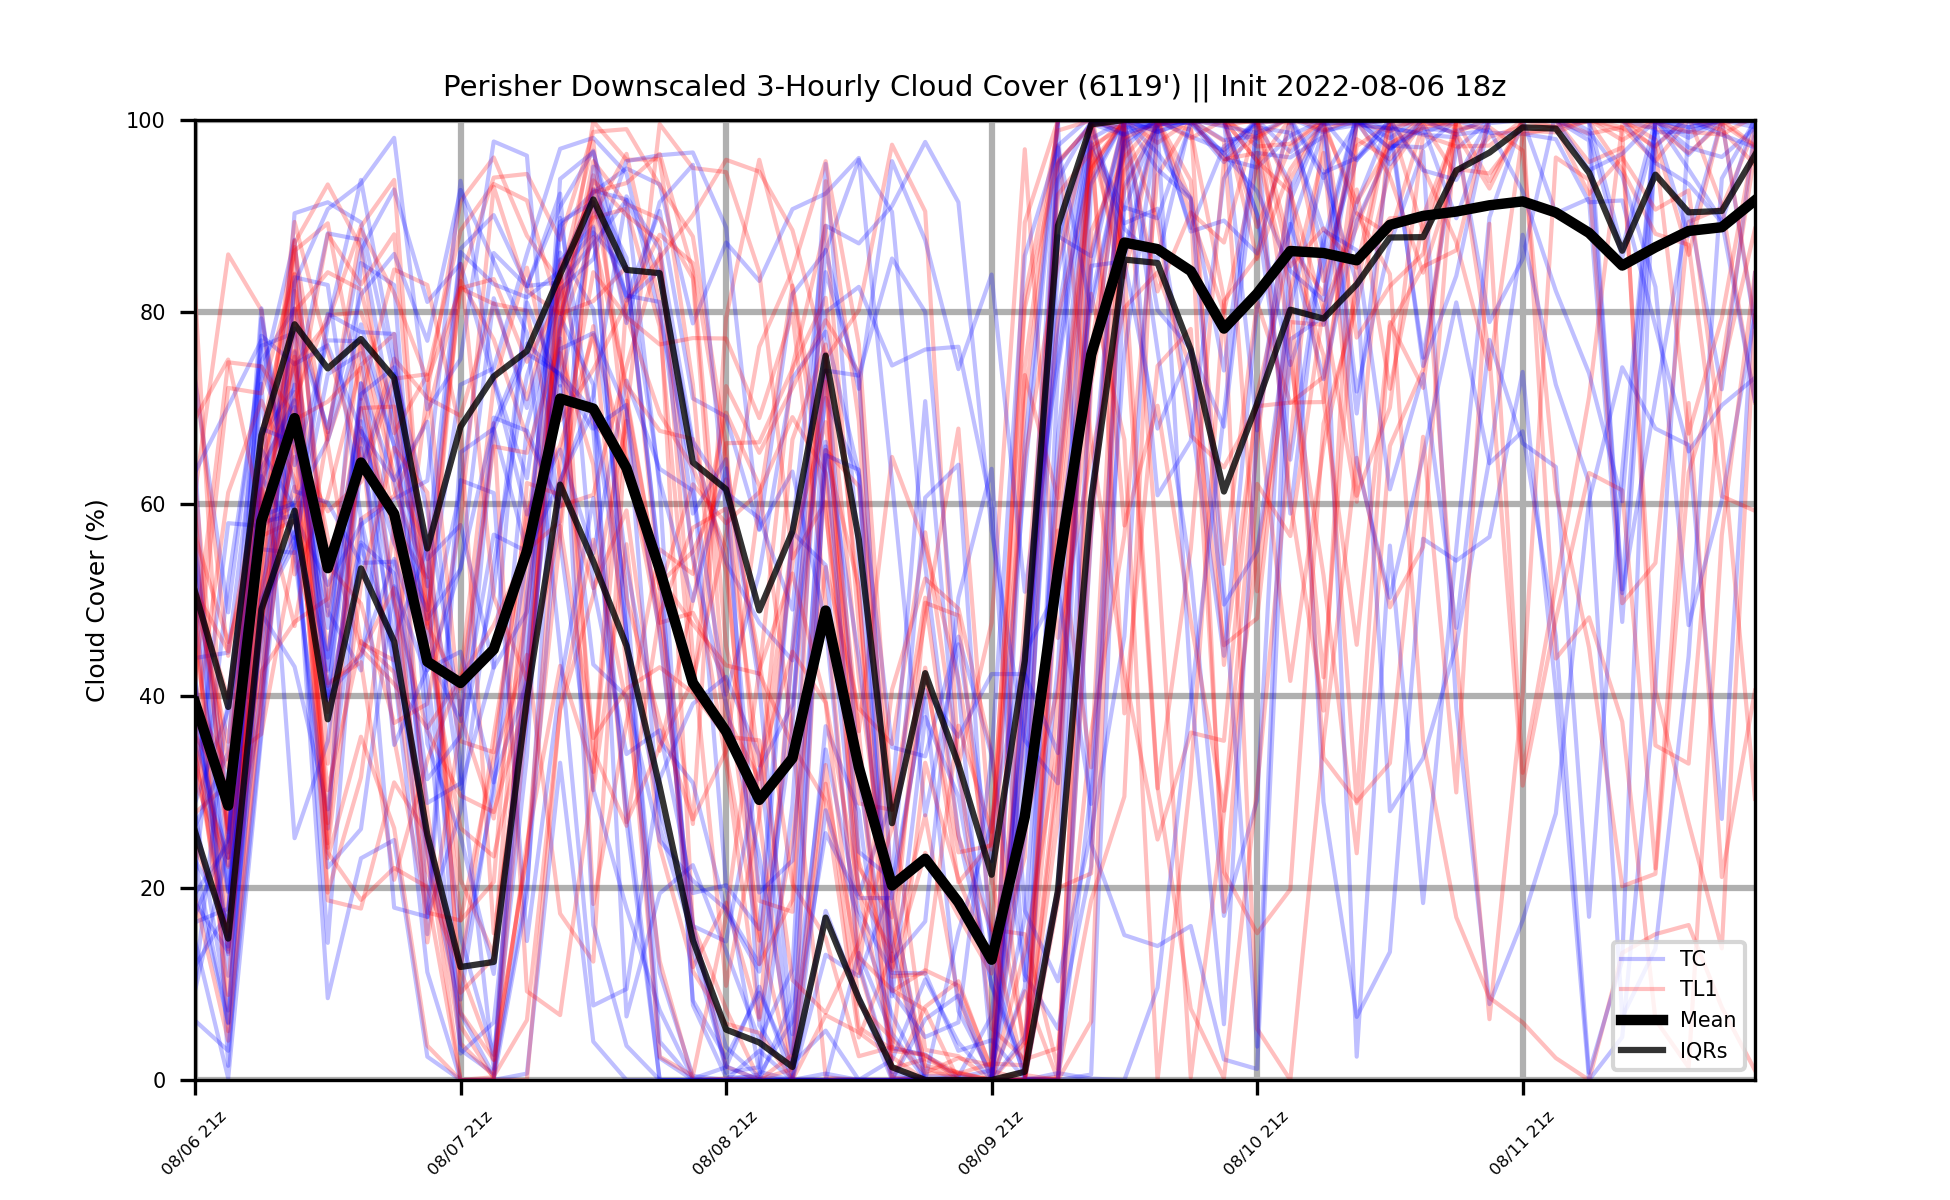 Perisher Downscaled 3-Hourly Cloud Cover (6119') || Init 2022-08-06 18z
Cloud Cover (%)
100
80
60
40
20
0
08/06 21z
08/07 21z
08/08 21z
08/09 21z
08/10 21z
08/11 21z
TC
TL1
Mean
IQRs